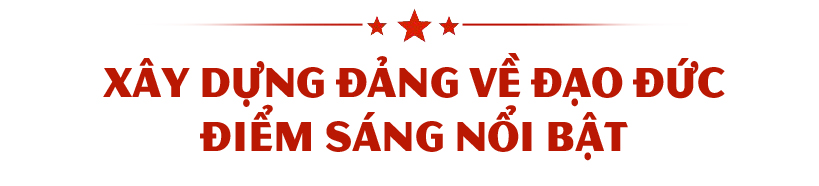 XÂY DỰNG ĐẢNG VỀ ĐẠO ĐỨC
ĐIỂM SÁNG NỔI BẬT